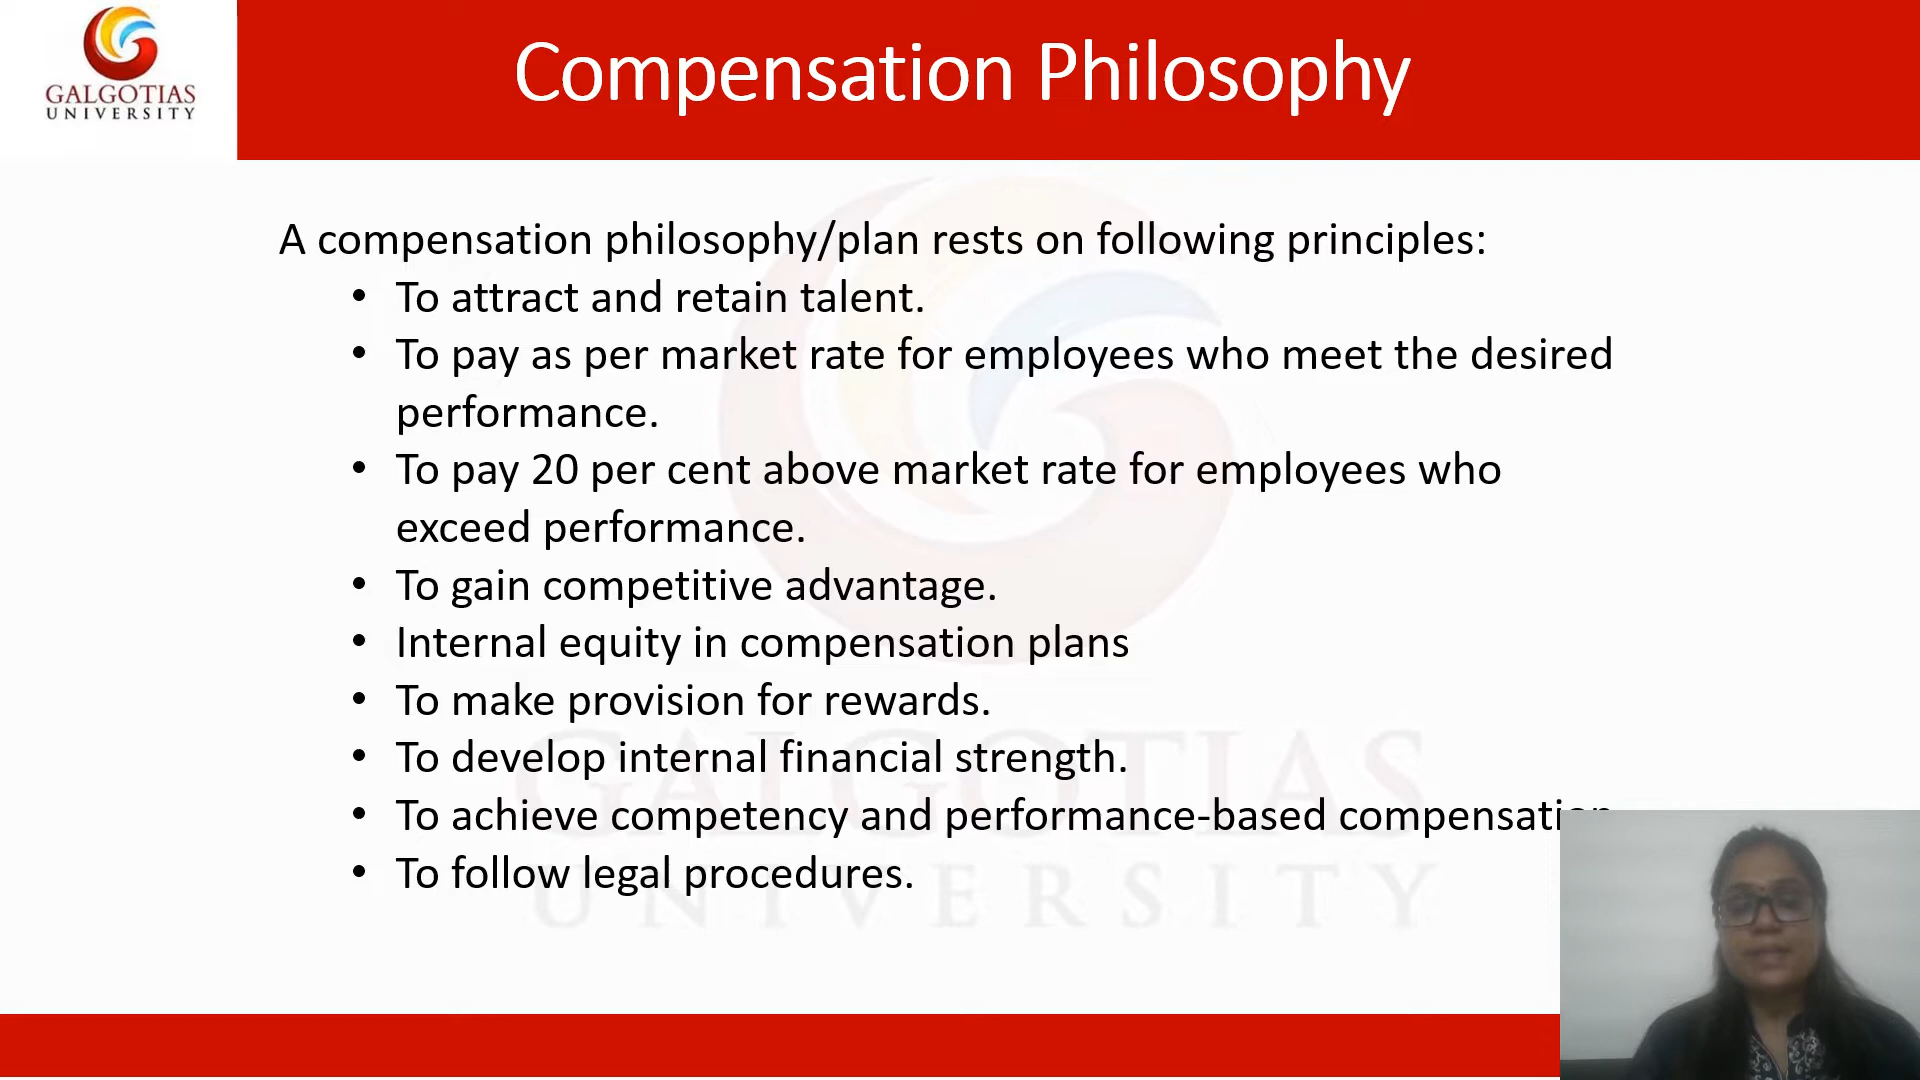 GALGOTIAS
UNIVERSITY
Compensation Philosophy
A compensation philosophy/plan rests on following principles:
• To attract and retain talent.
• To pay as per market rate for employees who meet the desired
performance.
• To pay 20 per cent above market rate for employees who
exceed performance.
• To gain competitive advantage.
• Internal equity in compensation plans
• To make provision for rewards.
• To develop internal financial strength.
• To achieve competency and performance-based compensation
• To follow legal procedures.
GALGOTIAS
UNIVERSITY